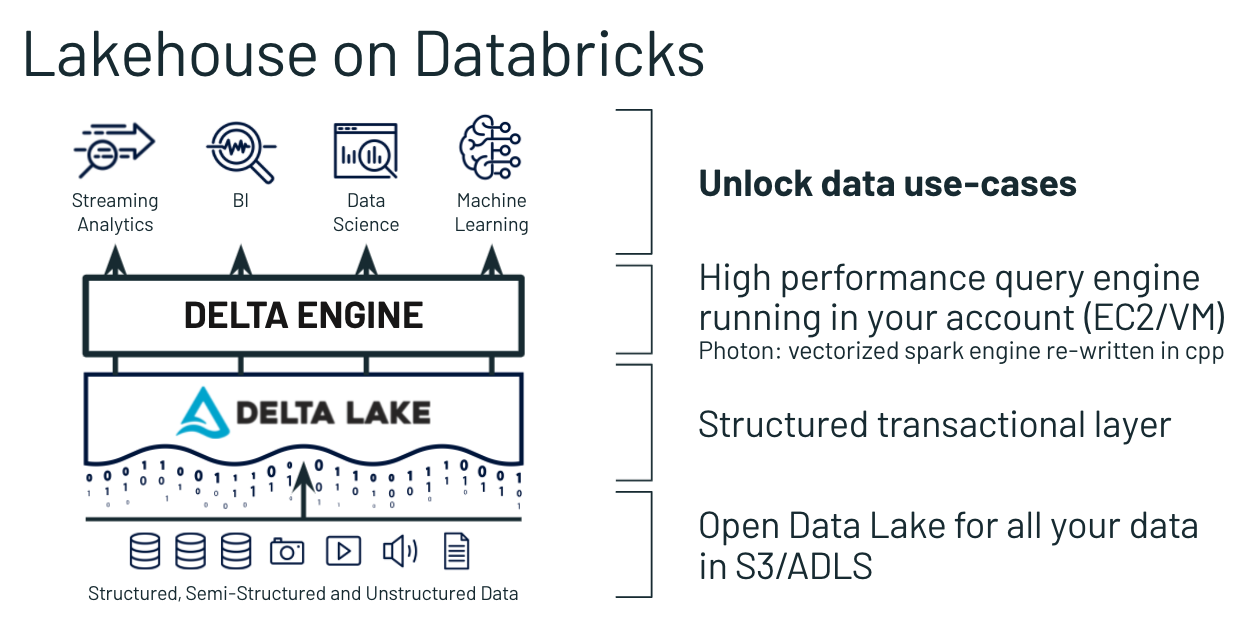 Lakehouse on Databricks
Streaming
Analytics
BI
Data
Science
Machine
Learning
DELTA ENGINE
DELTA LAKE
Structured, Semi-Structured and Unstructured Data
Unlock data use-cases
High performance query engine
running in your account (EC2/VM)
Photon: vectorized spark engine re-written in cpp
Structured transactional layer
Open Data Lake for all your data
in S3/ADLS